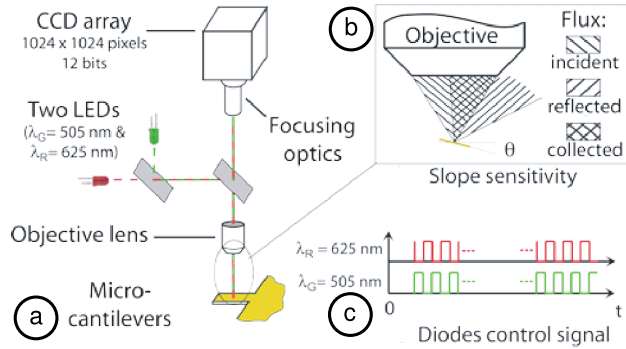 CCD array
1024 x 1024 pixels
12 bits
Two LEDs
(λG= 505 nm &
λR= 625 nm)
Focusing
optics
Objective lens
Micro-
cantilevers
a
b
Objective
θ
Flux:
incident
reflected
collected
Slope sensitivity
λR = 625 nm
λG= 505 nm
0
t
c
Diodes control signal